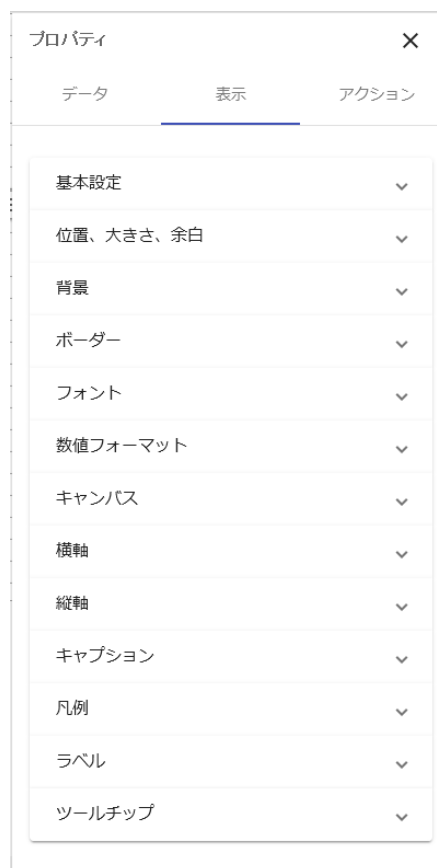 プロパティ
データ 表示 アクション
基本設定
位置、大きさ、余白
背景
ボーダー
フォント
数値フォーマット
キャンバス
横軸
縦軸
キャプション
凡例
ラベル
ツールチップ